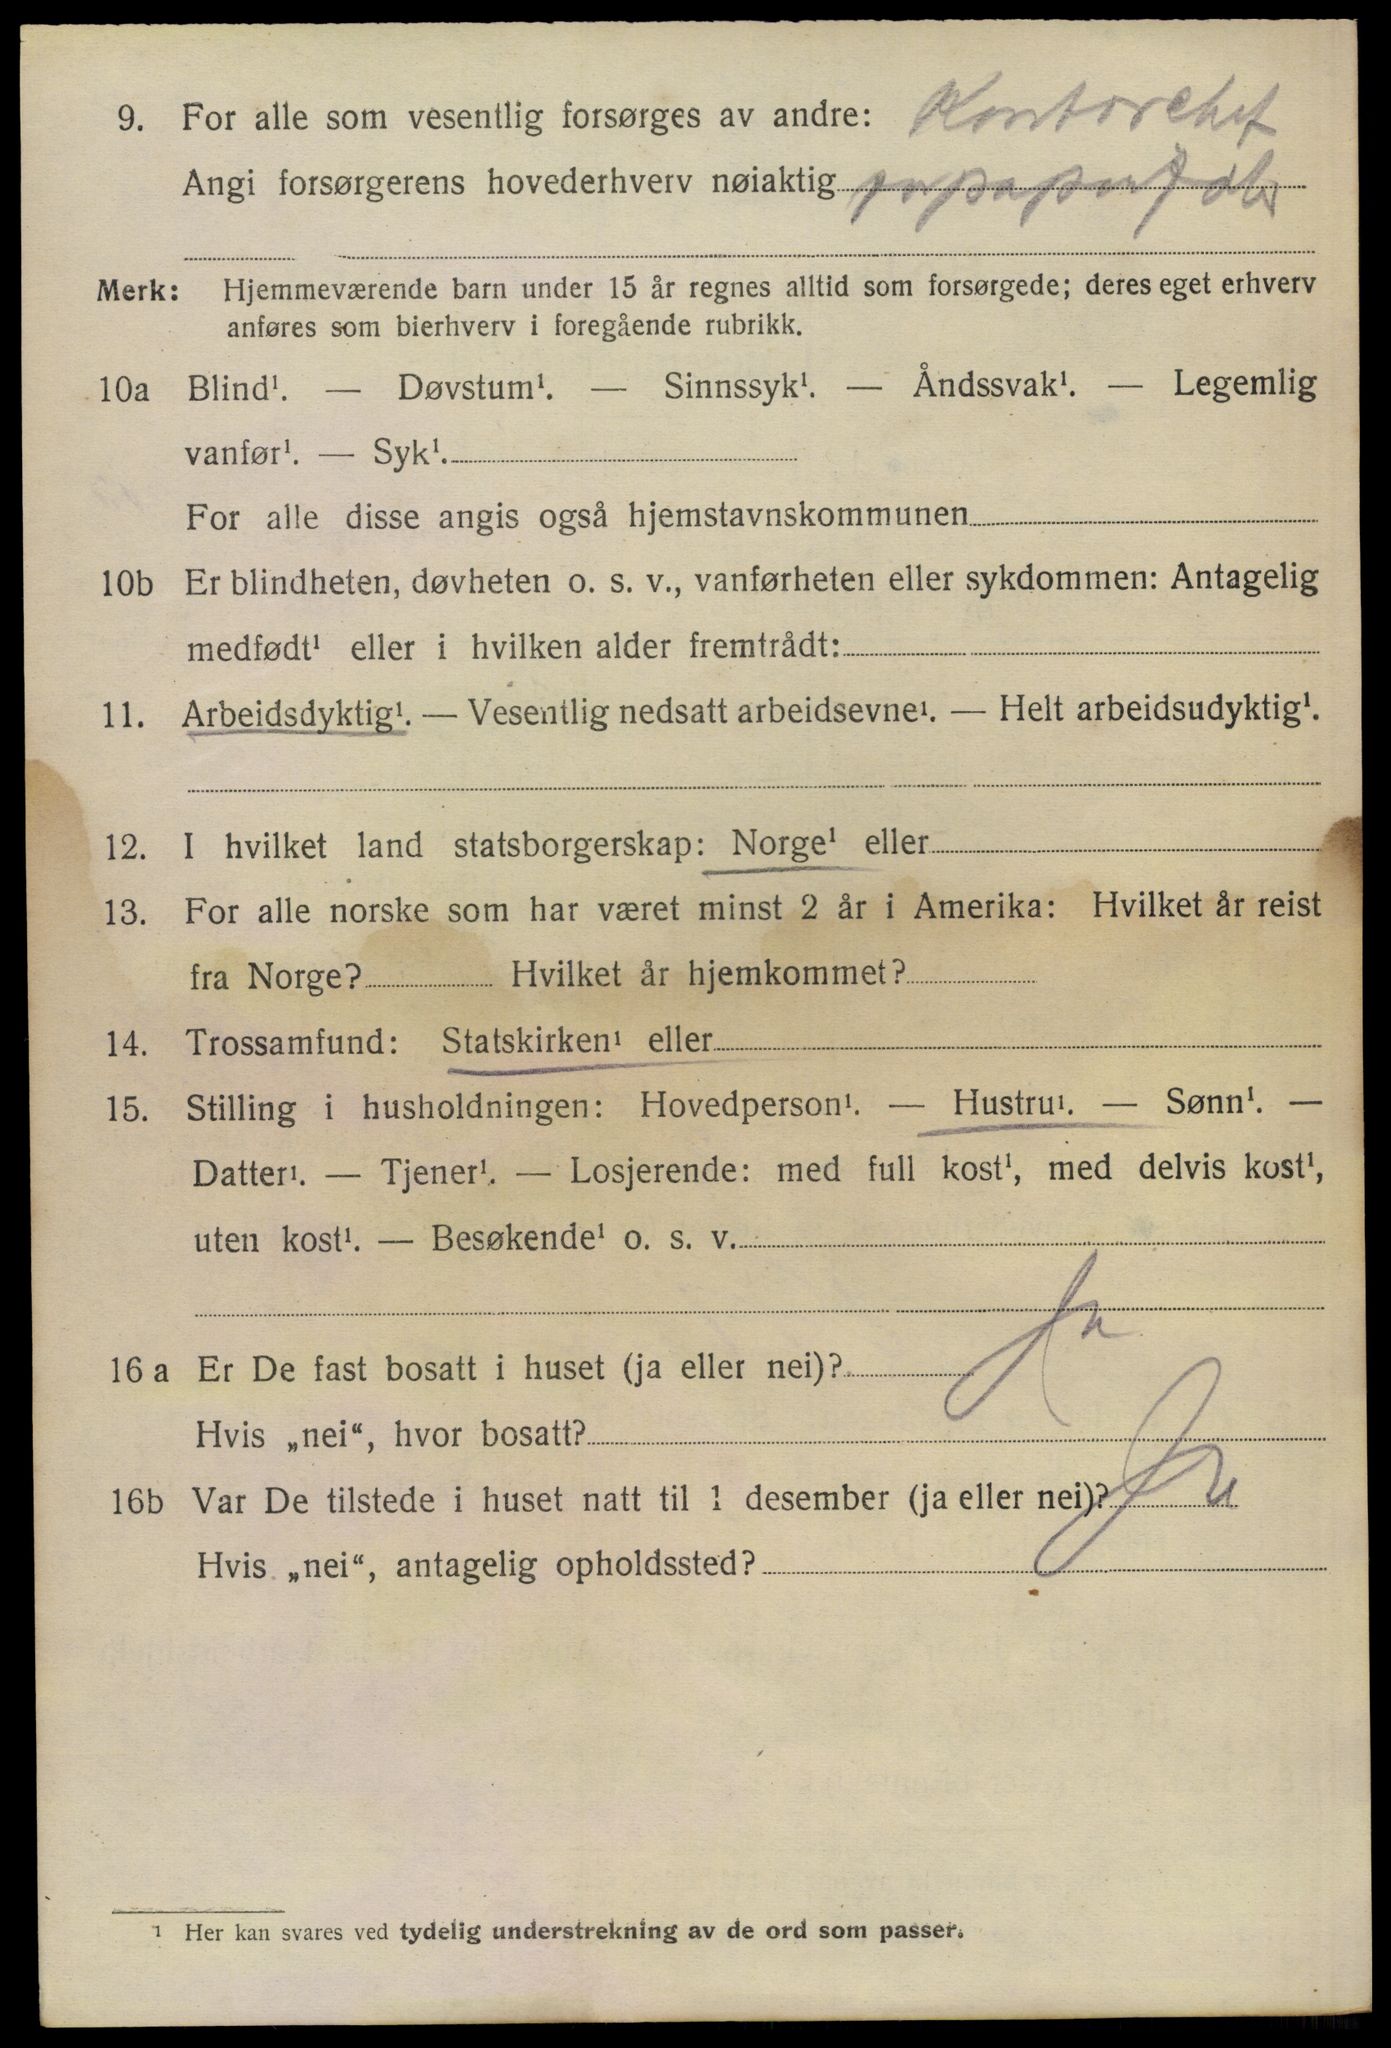 9. For alle som vesentlig forsørges av andre: Kontorchef
Angi forsørgerens hovederhverv nøiaktig
Merk: Hjemmeværende barn under 15 år regnes alltid som forsørgede; deres eget erhverv
anføres som bierhverv i foregående rubrikk.
10a Blind¹. — Døvstum¹. — Sinnssyk¹. — Åndssvak¹. — Legemlig
vanfør¹. — Syk¹.
For alle disse angis også hjemstavnskommunen
10b Er blindheten, døvheten o. s. v., vanførheten eller sykdommen: Antagelig
medfødt¹ eller i hvilken alder fremtrådt:
11. Arbeidsdyktig¹. — Vesentlig nedsatt arbeidsevne¹. — Helt arbeidsudyktig¹.
12. I hvilket land statsborgerskap: Norge¹ eller
13. For alle norske som har været minst 2 år i Amerika: Hvilket år reist
fra Norge? Hvilket år hjemkommet?
14. Trossamfund: Statskirken¹ eller
15. Stilling i husholdningen: Hovedperson¹. — Hustru¹. — Sønn¹. —
Datter¹. — Tjener¹. — Losjerende: med full kost¹, med delvis kost¹,
uten kost¹. — Besøkende¹ o. s. v.
16 a Er De fast bosatt i huset (ja eller nei)? Ja
Hvis „nei“, hvor bosatt?
16b Var De tilstede i huset natt til 1 desember (ja eller nei)? Ja
Hvis „nei“, antagelig opholdssted?
¹ Her kan svares ved tydelig understrekning av de ord som passer.